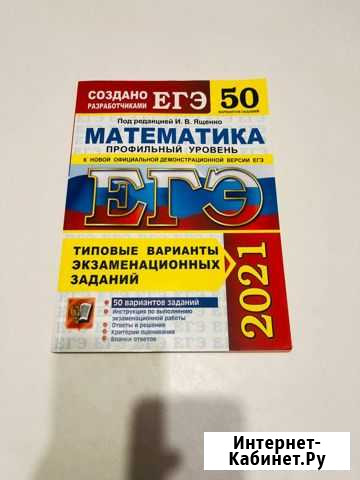 СОЗДАНО
РАЗРАБОТЧИКАМИ
ЕГЭ
50
ВАРИАНТОВ ЗАДАНИЙ
Под редакцией И. В. Ященко
МАТЕМАТИКА
ПРОФИЛЬНЫЙ УРОВЕНЬ
К НОВОЙ ОФИЦИАЛЬНОЙ ДЕМОНСТРАЦИОННОЙ ВЕРСИИ ЕГЭ
ЕГЭ
ТИПОВЫЕ ВАРИАНТЫ
ЭКЗАМЕНАЦИОННЫХ
ЗАДАНИЙ
2021
50 вариантов заданий
Инструкция по выполнению
экзаменационной работы
Ответы и решения
Критерии оценивания
Бланки ответов
Интернет-
Кабинет.Ру